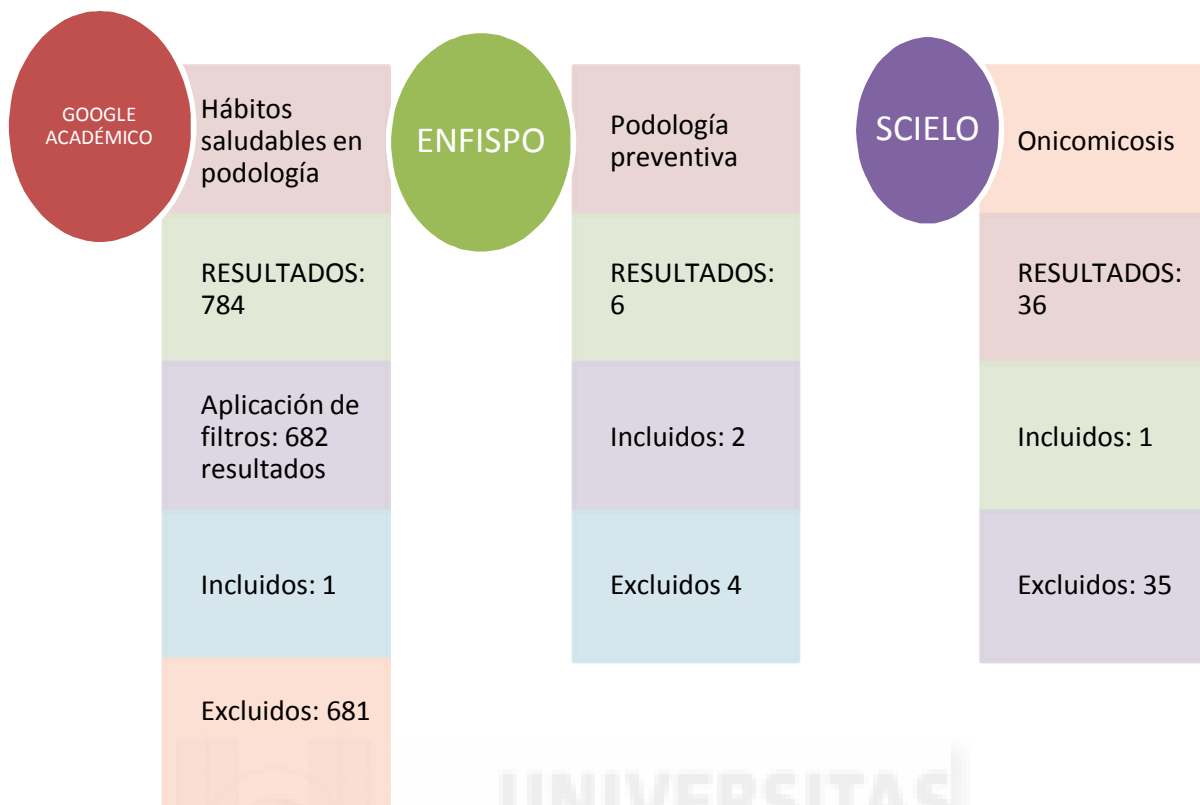 GOOGLE
ACADÉMICO
Hábitos
saludables en
podología
RESULTADOS:
784
Aplicación de
filtros: 682
resultados
Incluidos: 1
Excluidos: 681
ENFISPO
Podología
preventiva
RESULTADOS:
6
Incluidos: 2
Excluidos 4
SCIELO
Onicomicosis
RESULTADOS:
36
Incluidos: 1
Excluidos: 35
UNIVERSITAS